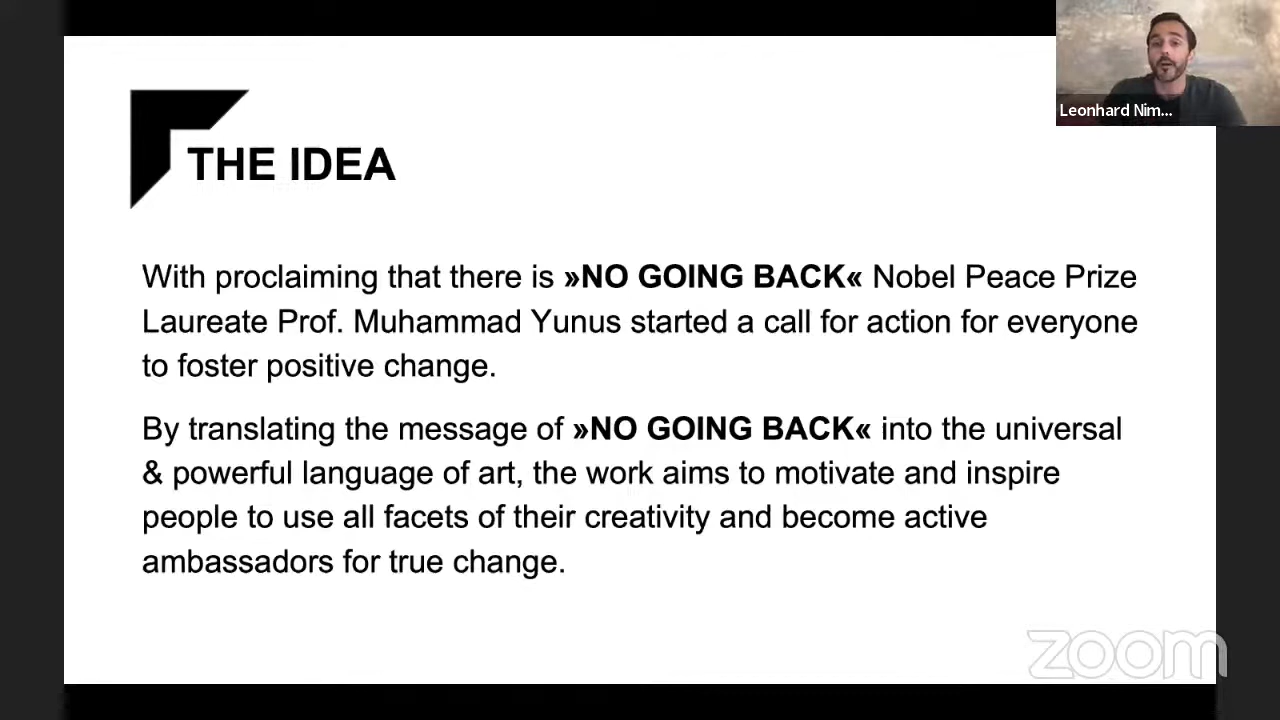 Leonhard Nim...
THE IDEA
With proclaiming that there is »NO GOING BACK« Nobel Peace Prize
Laureate Prof. Muhammad Yunus started a call for action for everyone
to foster positive change.
By translating the message of »NO GOING BACK« into the universal
& powerful language of art, the work aims to motivate and inspire
people to use all facets of their creativity and become active
ambassadors for true change.
zoom